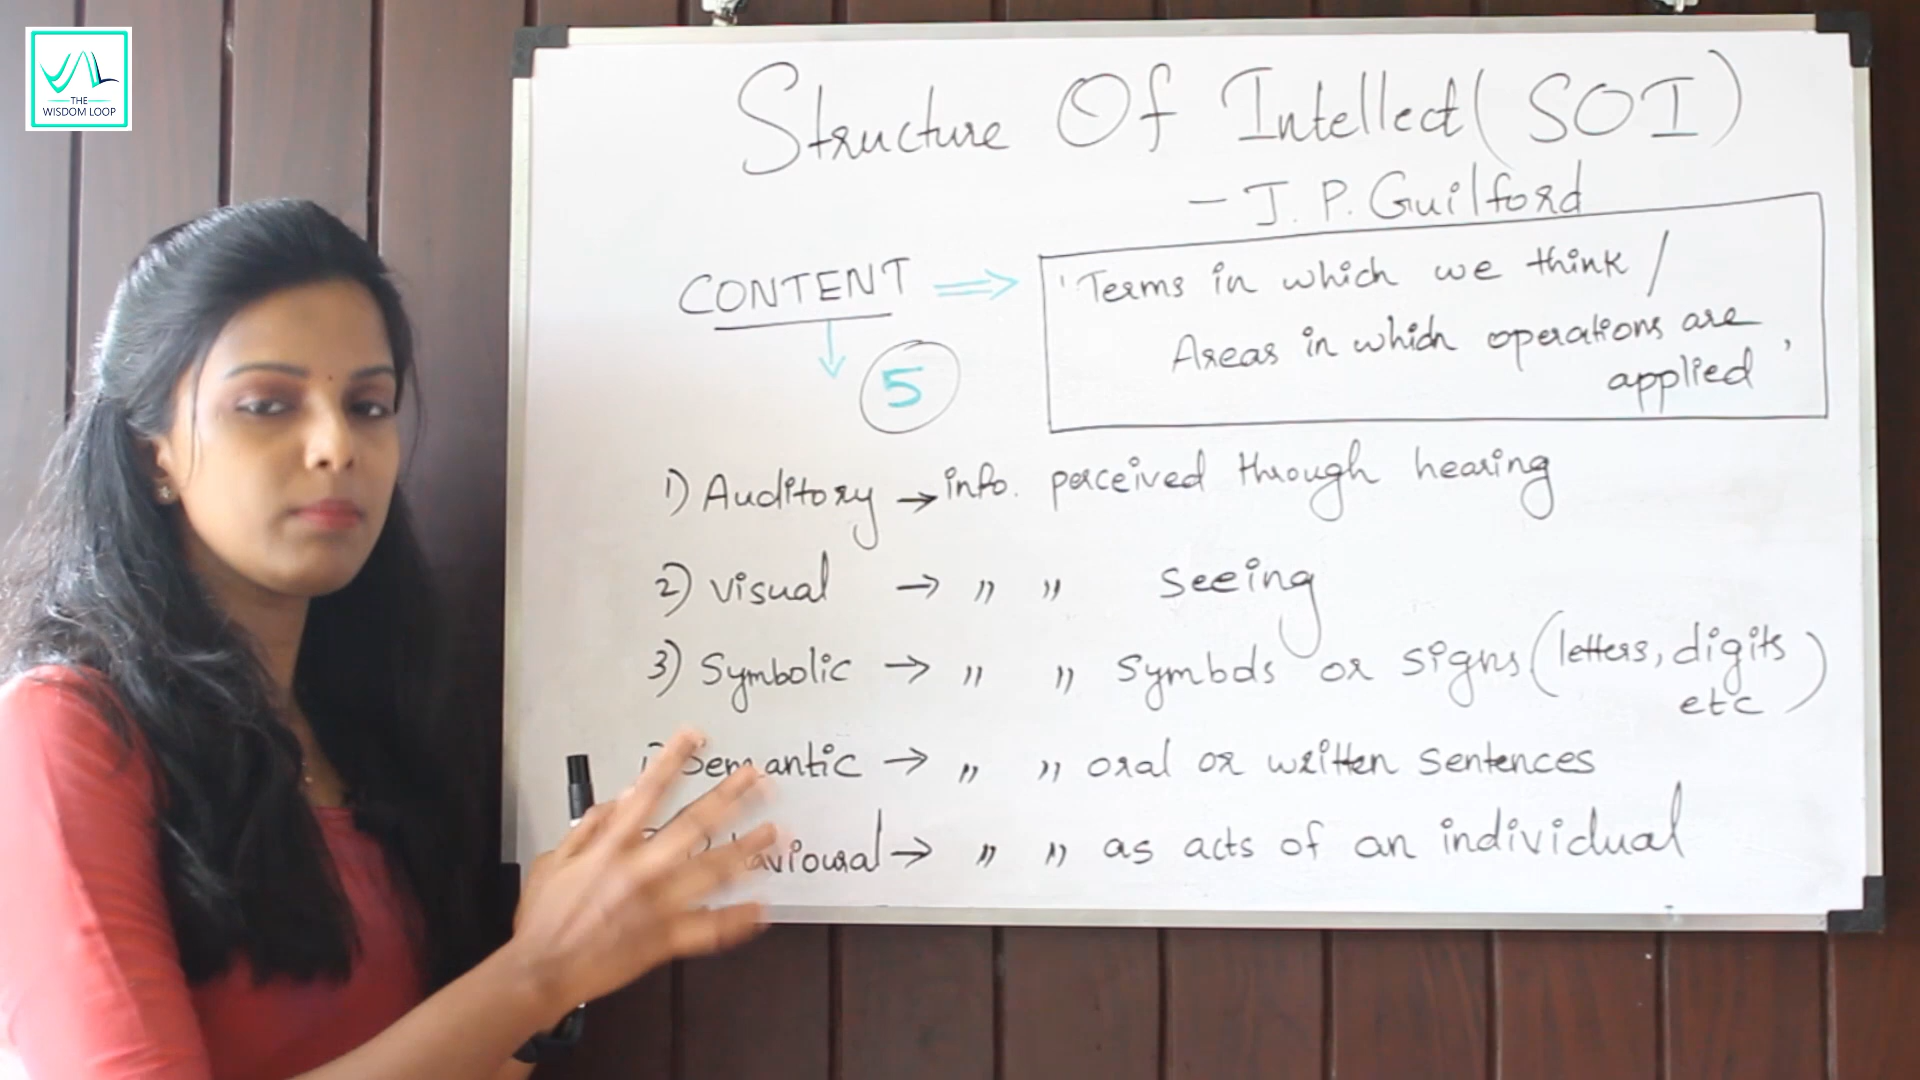 THE
WISDOM LOOP
Structure Of Intellect (SOI)
- J. P. Guilford
CONTENT ⇒ 'Terms in which we think /
Areas in which operations are
applied'
↓ 5
1) Auditory → info. perceived through hearing
2) Visual → " " seeing
3) Symbolic → " " symbols or signs (letters, digits
etc)
Semantic → " " oral or written sentences
→ " " as acts of an individual